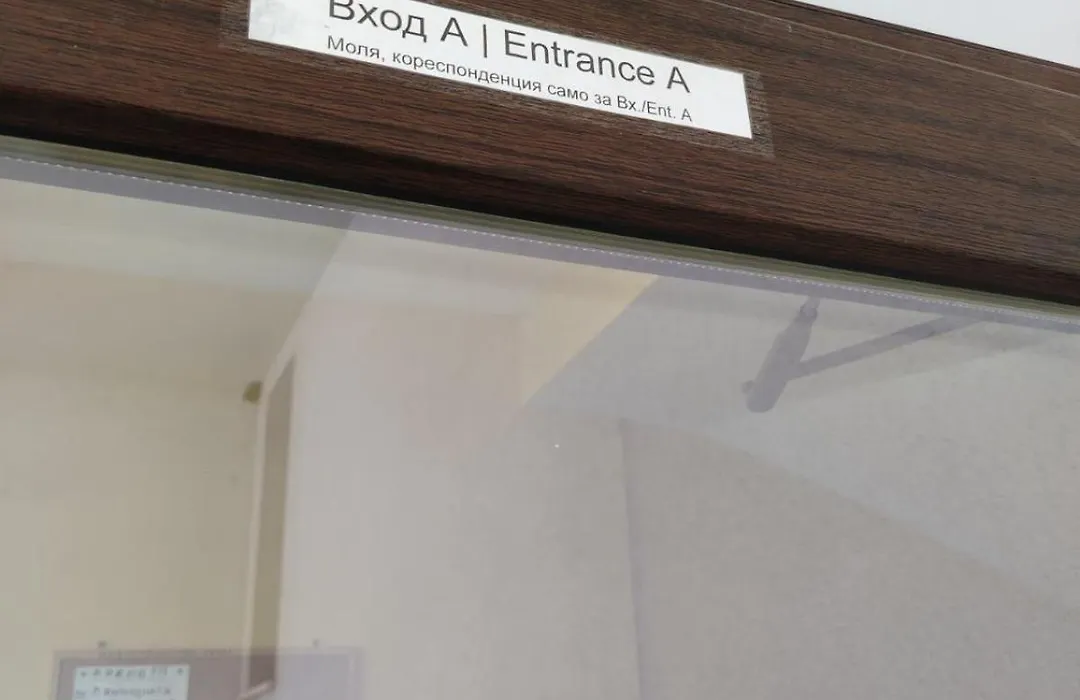 Вход А | Entrance A
Моля, кореспонденция само за Вх./Ent. A